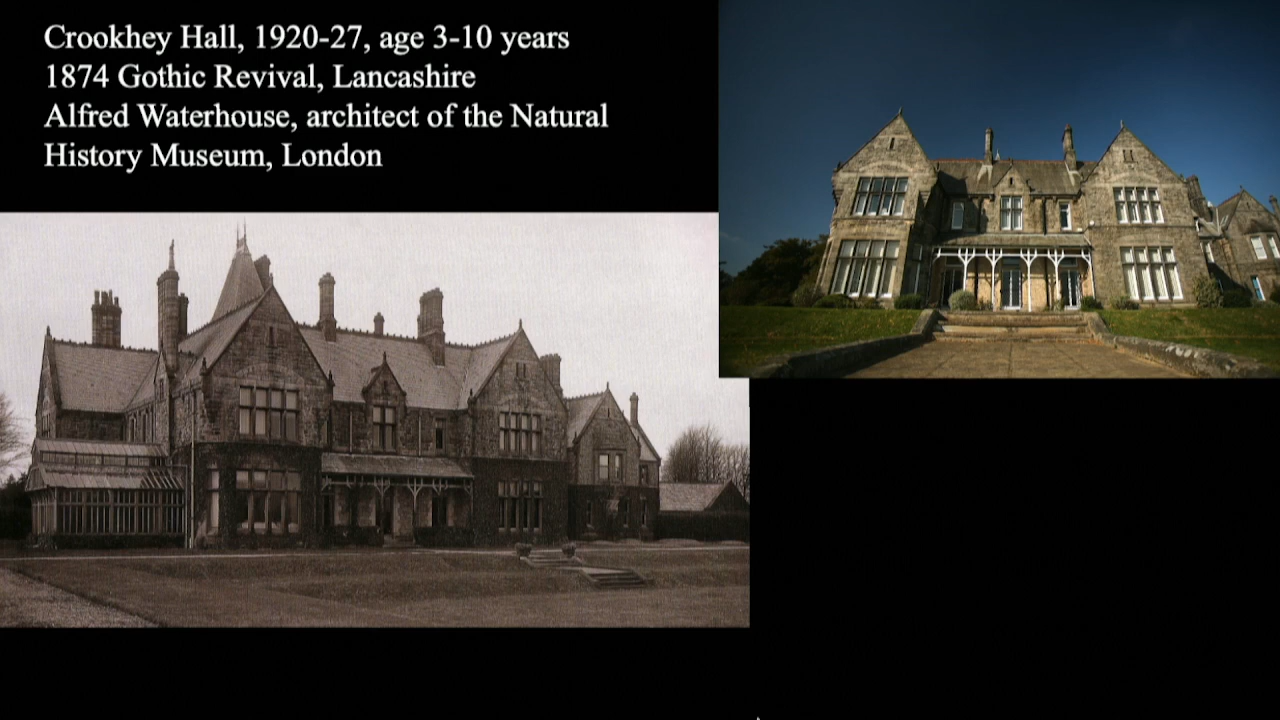 Crookhey Hall, 1920-27, age 3-10 years
1874 Gothic Revival, Lancashire
Alfred Waterhouse, architect of the Natural
History Museum, London